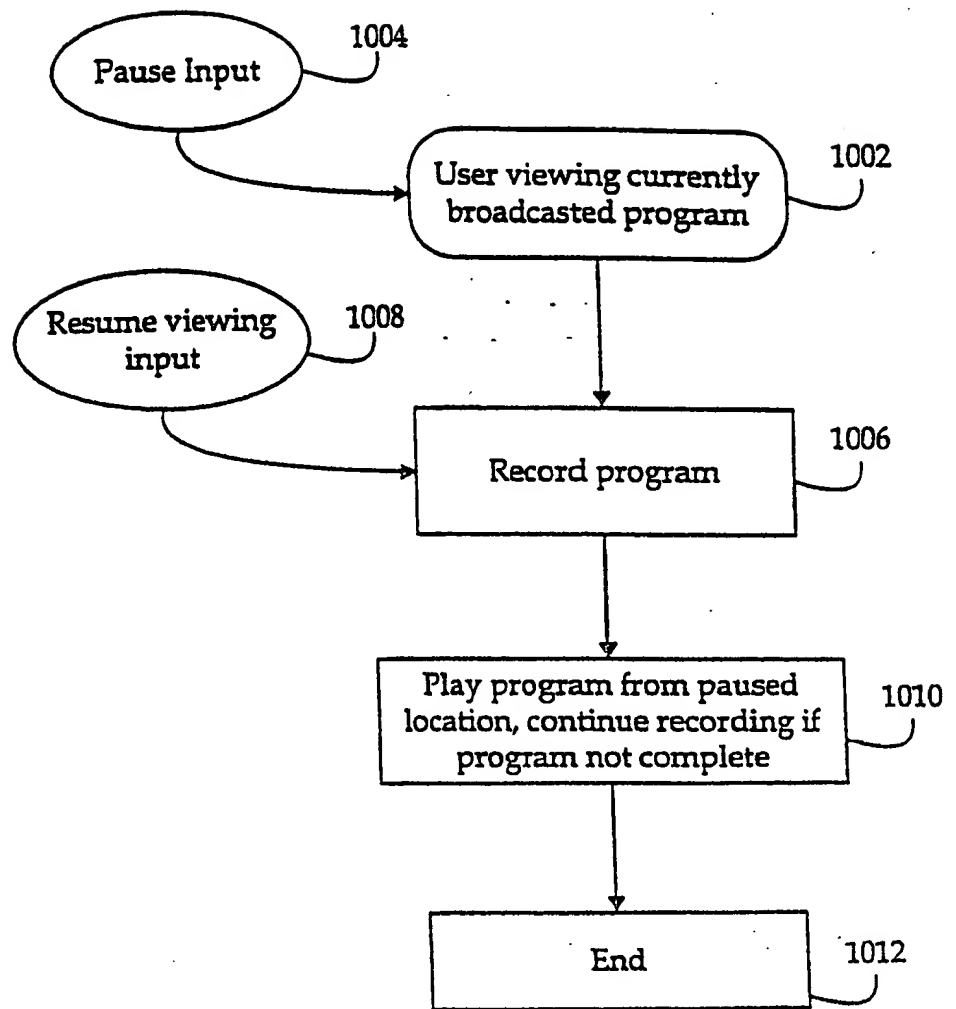 1004
Pause Input
1002
User viewing currently
broadcasted program
1008
Resume viewing
input
1006
Record program
Play program from paused
location, continue recording if
program not complete
1010
End
1012